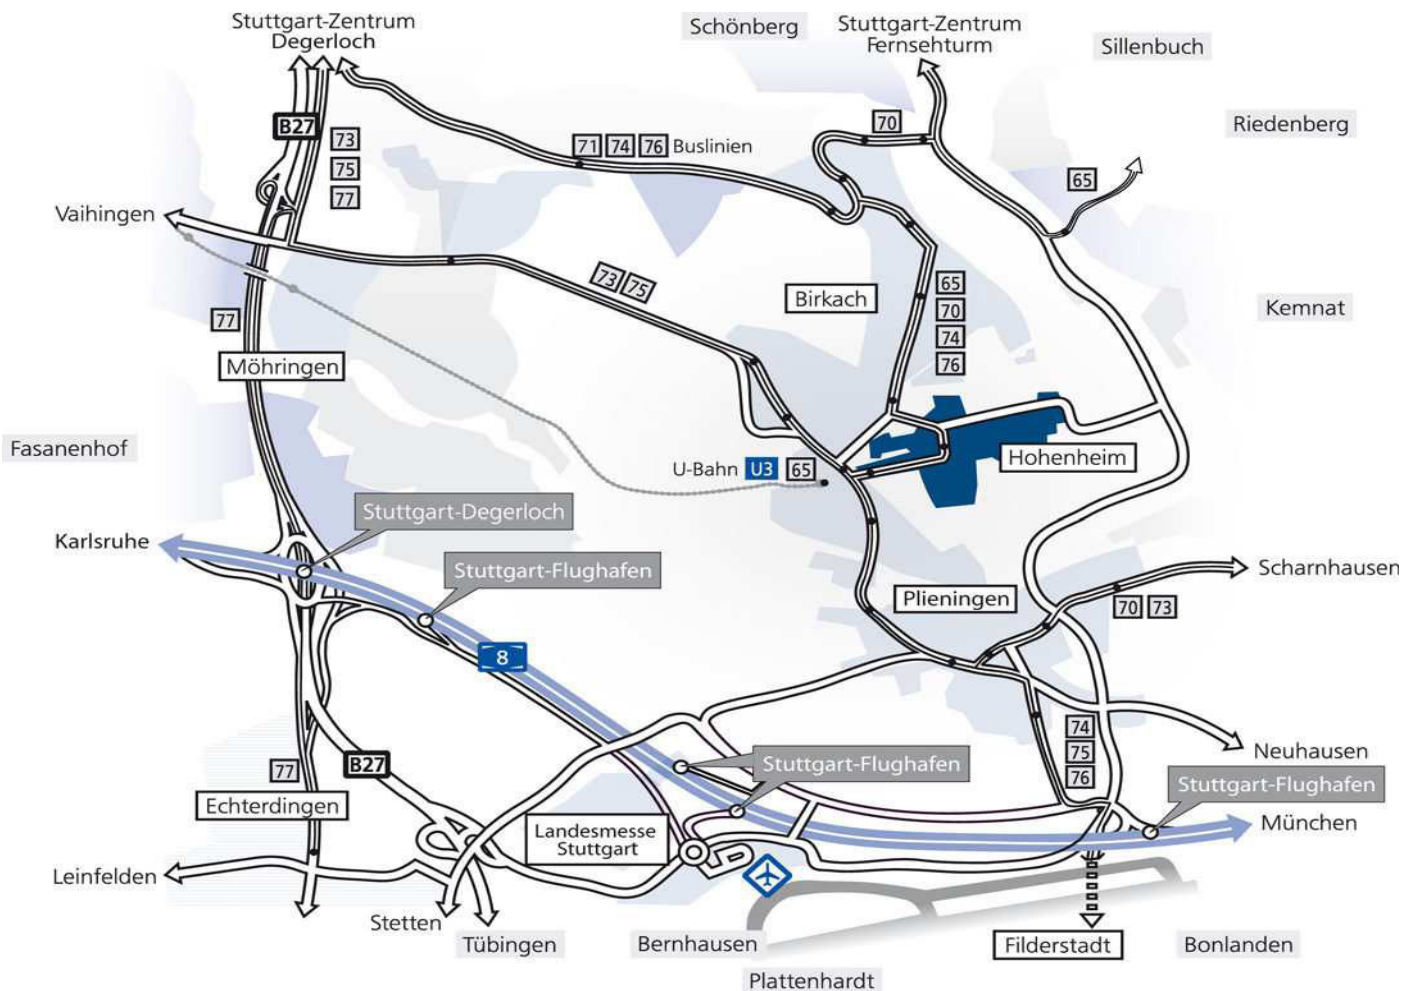 Stuttgart-Zentrum
Degerloch
Schönberg
Stuttgart-Zentrum
Fernsehturm
Sillenbuch
Riedenberg
B27
73
75
77
71 74 76 Buslinien
70
65
Vaihingen
73 75
65
70
74
76
Birkach
Kemnat
77
Möhringen
Fasanenhof
U-Bahn U3 65
Hohenheim
Stuttgart-Degerloch
Karlsruhe
Stuttgart-Flughafen
Scharnhausen
Plieningen
70 73
8
74
75
76
Neuhausen
B27
77
Stuttgart-Flughafen
Stuttgart-Flughafen
Echterdingen
Landesmesse
Stuttgart
München
Leinfelden
Stetten
Tübingen
Bernhausen
Filderstadt
Bonlanden
Plattenhardt